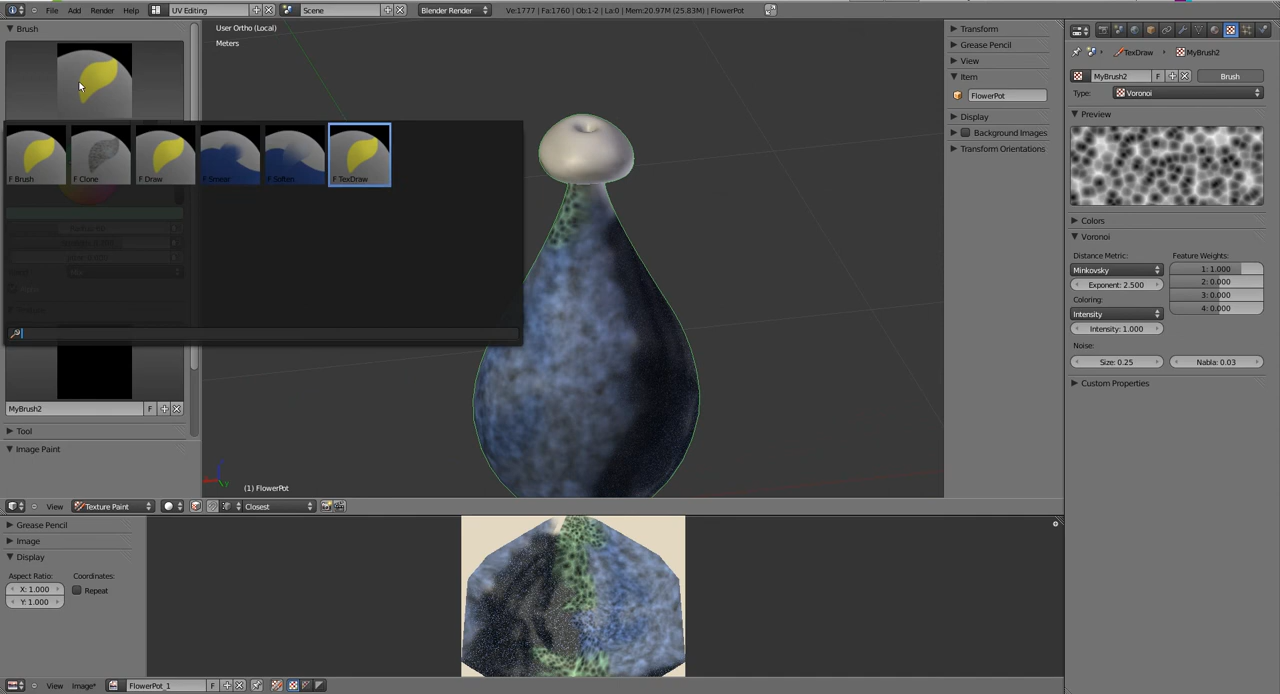 File Add Render Help UV Editing Scene Blender Render Ve:1777 | Fa:1760 | Ob:1-2 | La:0 | Mem:20.97M (25.83M) | FlowerPot
Brush
F Brush F Clone F Draw F Smear F Soften F TexDraw
MyBrush2 F
Tool
Image Paint
User Ortho (Local)
Meters
(1) FlowerPot
Transform
Grease Pencil
View
Item
FlowerPot
Display
Background Images
Transform Orientations
TexDraw MyBrush2
MyBrush2 F Brush
Type: Voronoi
Preview
Colors
Voronoi
Distance Metric: Feature Weights:
Minkovsky 1: 1.000
Exponent: 2.500 2: 0.000
Coloring: 3: 0.000
Intensity 4: 0.000
Intensity: 1.000
Noise:
Size: 0.25 Nabla: 0.03
Custom Properties
View Texture Paint Closest
Grease Pencil
Image
Display
Aspect Ratio: Coordinates:
X: 1.000 Repeat
Y: 1.000
View Image* FlowerPot_1 F